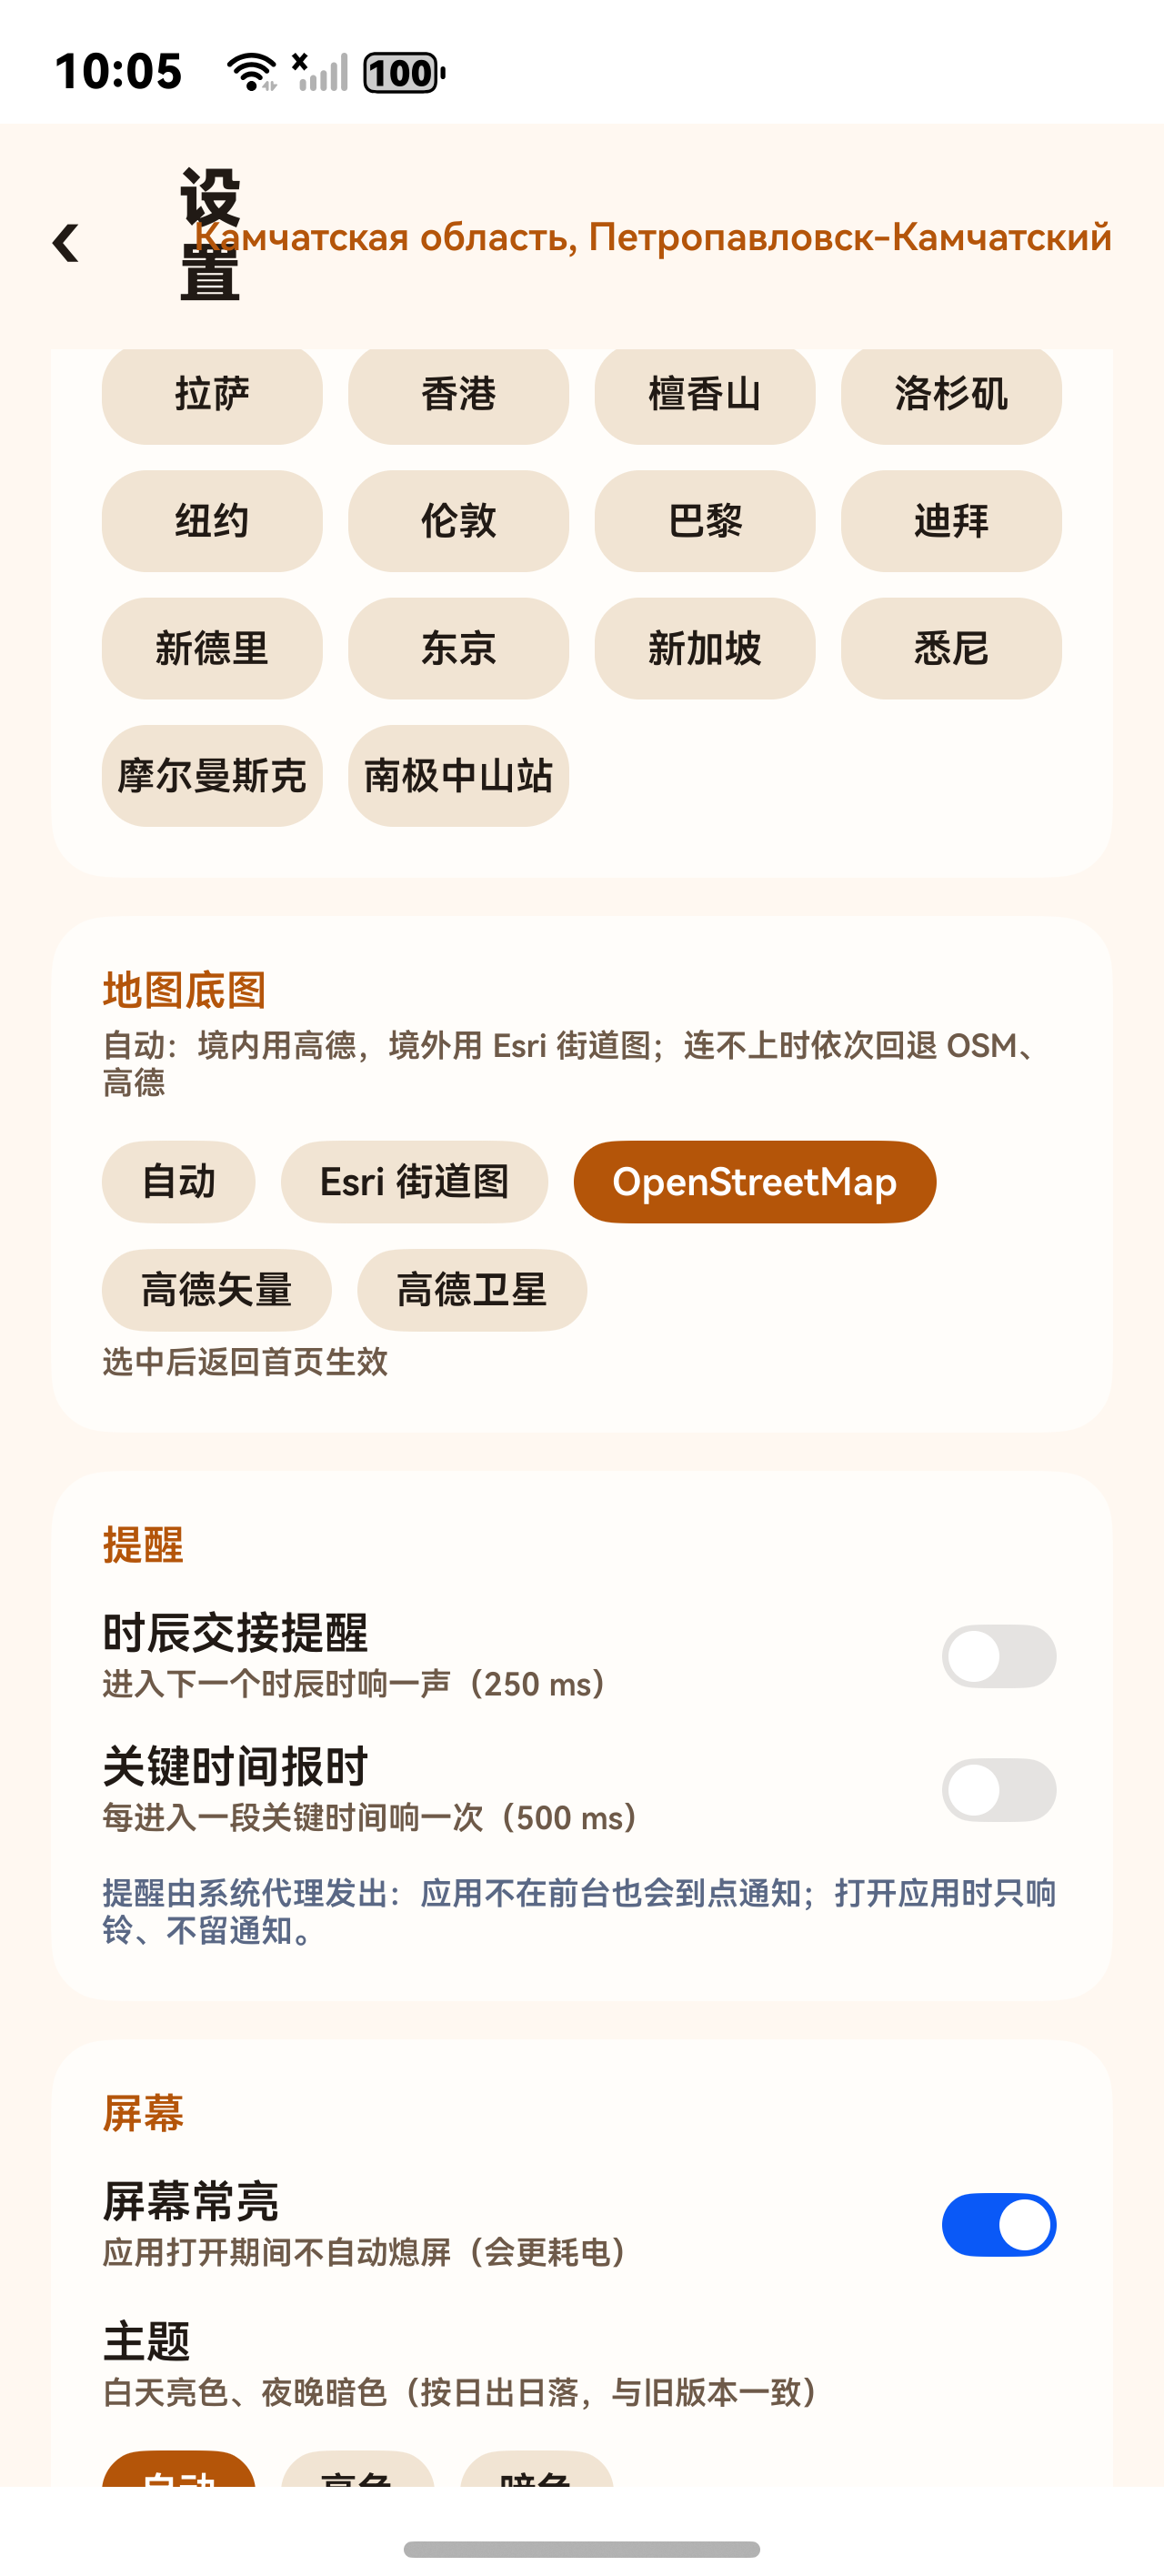 10:05
100
设
置
Камчатская область, Петропавловск-Камчатский
拉萨
香港
檀香山
洛杉矶
纽约
伦敦
巴黎
迪拜
新德里
东京
新加坡
悉尼
摩尔曼斯克
南极中山站
地图底图
自动：境内用高德，境外用 Esri 街道图；连不上时依次回退 OSM、
高德
自动
Esri 街道图
OpenStreetMap
高德矢量
高德卫星
选中后返回首页生效
提醒
时辰交接提醒
进入下一个时辰时响一声（250 ms）
关键时间报时
每进入一段关键时间响一次（500 ms）
提醒由系统代理发出：应用不在前台也会到点通知；打开应用时只响
铃、不留通知。
屏幕
屏幕常亮
应用打开期间不自动熄屏（会更耗电）
主题
白天亮色、夜晚暗色（按日出日落，与旧版本一致）
自动
亮色
暗色